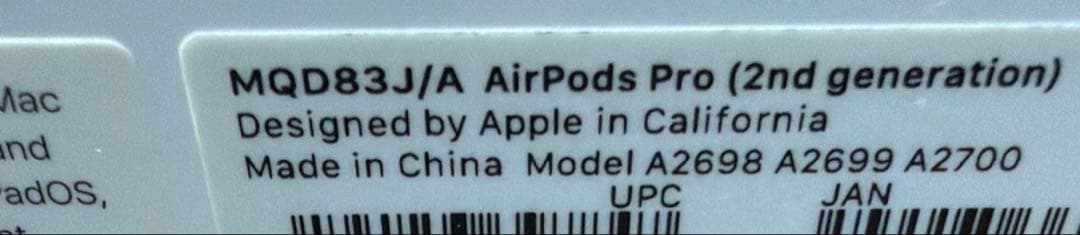 Mac
and
adOS,
MQD83J/A AirPods Pro (2nd generation)
Designed by Apple in California
Made in China Model A2698 A2699 A2700
UPC JAN